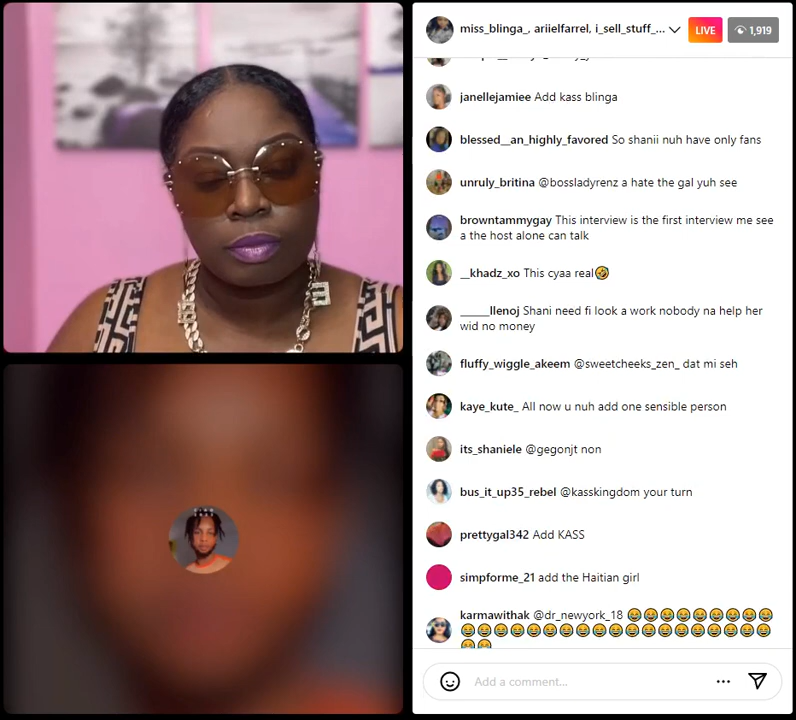 miss_blinga_, ariielfarrel, i_sell_stuff_...
LIVE
1,919
janellejamiee Add kass blinga
blessed__an_highly_favored So shanii nuh have only fans
unruly_britina @bossladyrenz a hate the gal yuh see
browntammygay This interview is the first interview me see
a the host alone can talk
__khadz_xo This cyaa real🤣
_____llenoj Shani need fi look a work nobody na help her
wid no money
fluffy_wiggle_akeem @sweetcheeks_zen_ dat mi seh
kaye_kute_ All now u nuh add one sensible person
its_shaniele @gegonjt non
bus_it_up35_rebel @kasskingdom your turn
prettygal342 Add KASS
simpforme_21 add the Haitian girl
karmawithak @dr_newyork_18 😂😂😂😂😂😂😂😂😂
😂😂😂😂😂😂😂😂😂😂😂😂😂😂😂😂😂😂😂
😂😂
Add a comment...